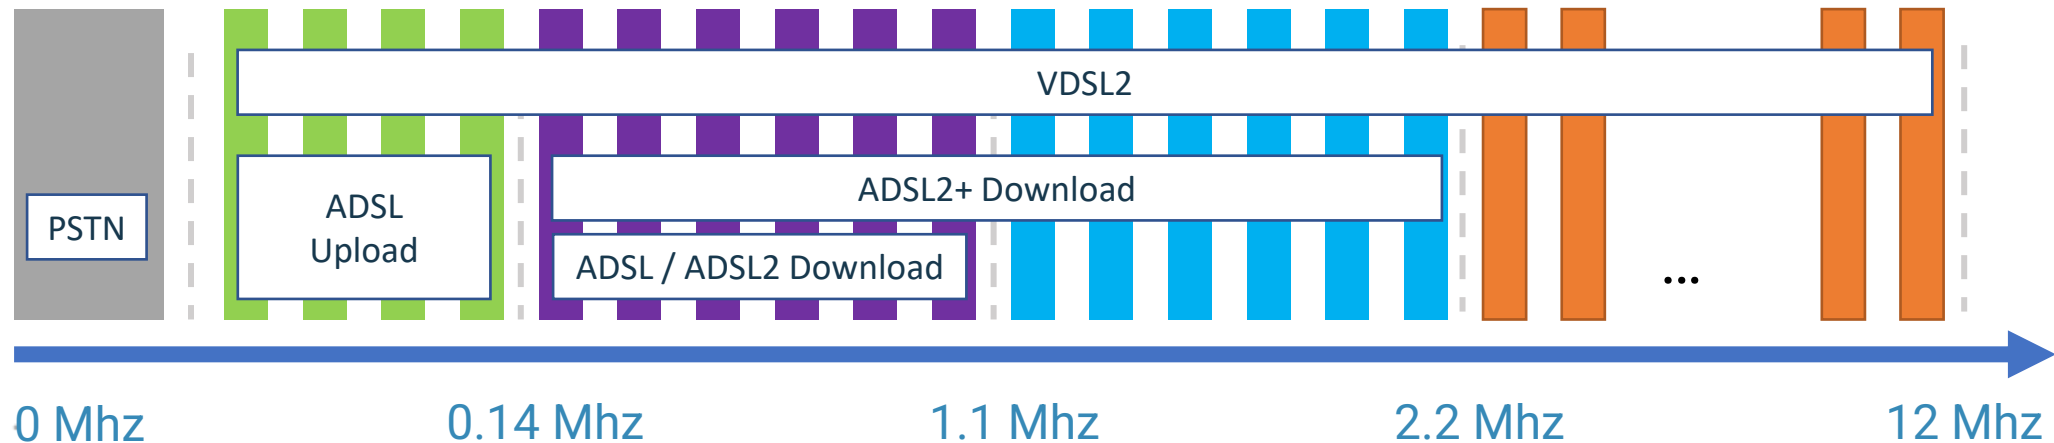 VDSL2
ADSL2+ Download
PSTN
ADSL
Upload
ADSL / ADSL2 Download
...
0 Mhz
0.14 Mhz
1.1 Mhz
2.2 Mhz
12 Mhz